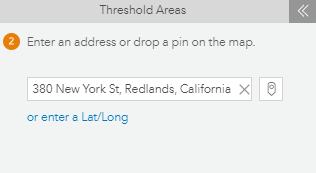 Threshold Areas
2 Enter an address or drop a pin on the map.
380 New York St, Redlands, California
or enter a Lat/Long